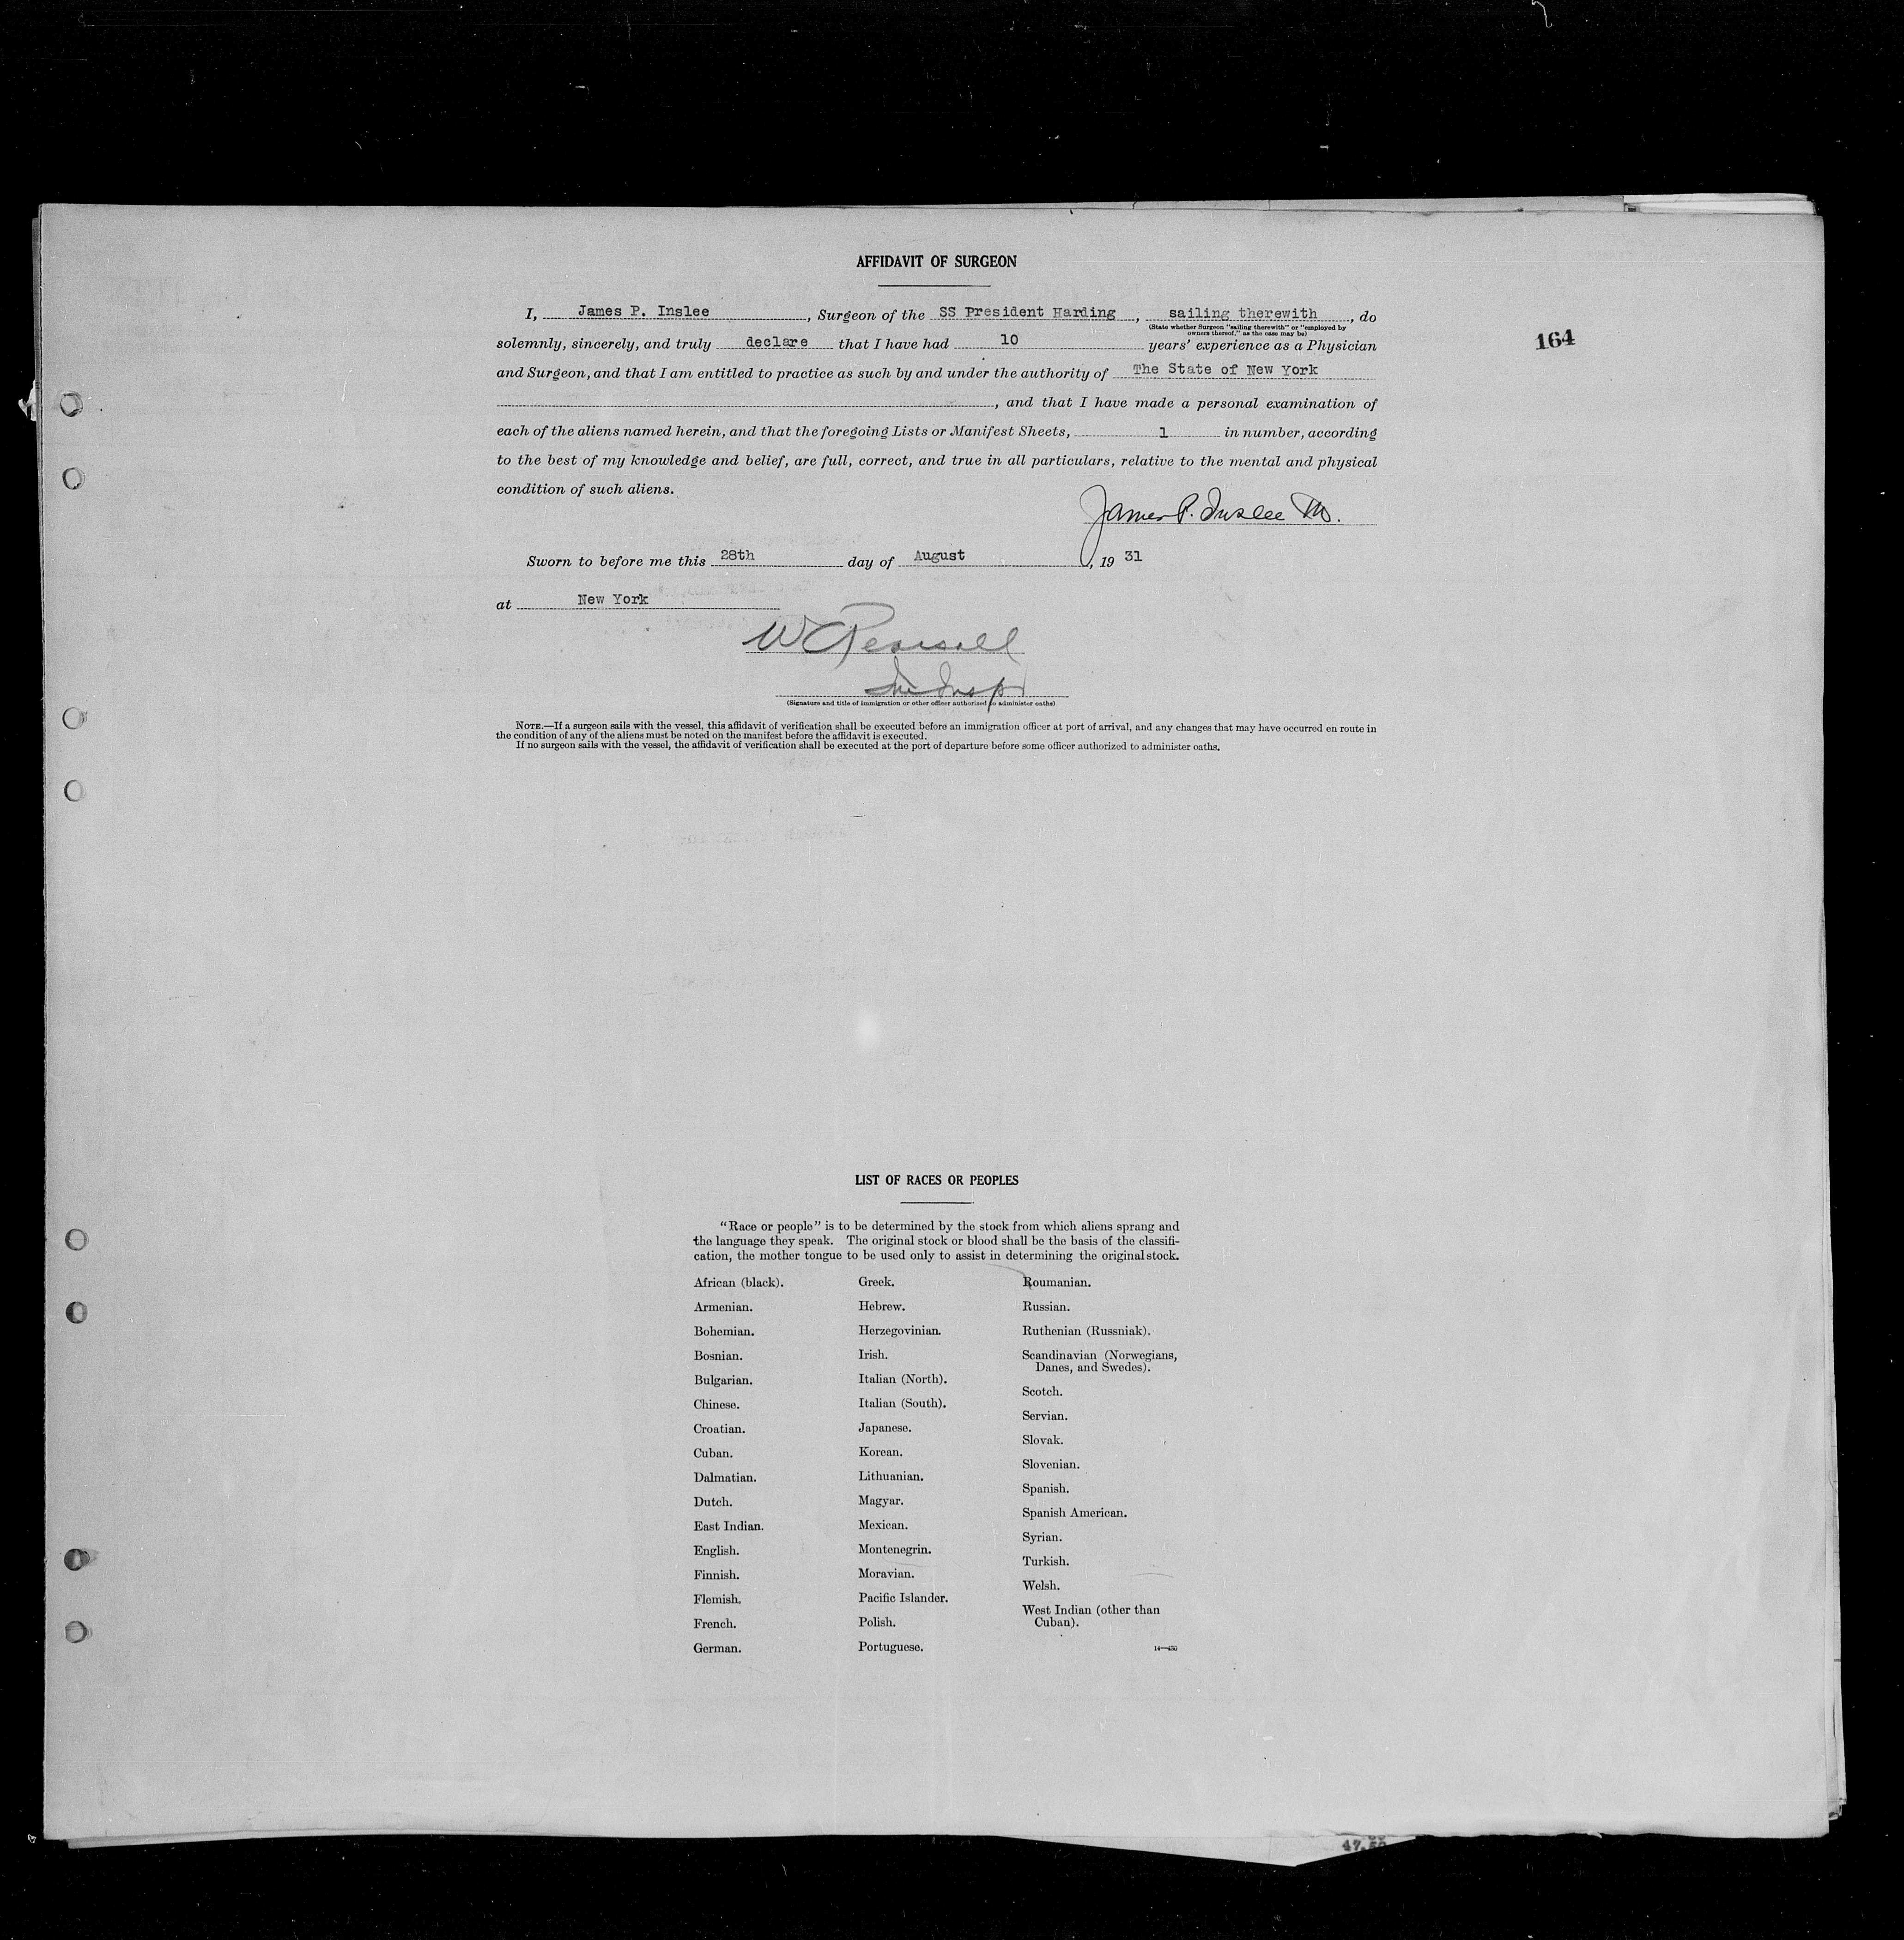 AFFIDAVIT OF SURGEON
I, James P. Inslee, Surgeon of the SS President Harding, sailing therewith, do
(State whether Surgeon "sailing therewith" or "employed by
owners thereof," as the case may be)
164
solemnly, sincerely, and truly declare that I have had 10 years' experience as a Physician
and Surgeon, and that I am entitled to practice as such by and under the authority of The State of New York
, and that I have made a personal examination of
each of the aliens named herein, and that the foregoing Lists or Manifest Sheets, 1 in number, according
to the best of my knowledge and belief, are full, correct, and true in all particulars, relative to the mental and physical
condition of such aliens.
James P. Inslee
Sworn to before me this 28th day of August, 19 31
at New York
(Signature and title of immigration or other officer authorized to administer oaths)
NOTE.—If a surgeon sails with the vessel, this affidavit of verification shall be executed before an immigration officer at port of arrival, and any changes that may have occurred en route in
the condition of any of the aliens must be noted on the manifest before the affidavit is executed.
If no surgeon sails with the vessel, the affidavit of verification shall be executed at the port of departure before some officer authorized to administer oaths.
LIST OF RACES OR PEOPLES
"Race or people" is to be determined by the stock from which aliens sprang and
the language they speak. The original stock or blood shall be the basis of the classifi-
cation, the mother tongue to be used only to assist in determining the original stock.
African (black).
Armenian.
Bohemian.
Bosnian.
Bulgarian.
Chinese.
Croatian.
Cuban.
Dalmatian.
Dutch.
East Indian.
English.
Finnish.
Flemish.
French.
German.
Greek.
Hebrew.
Herzegovinian.
Irish.
Italian (North).
Italian (South).
Japanese.
Korean.
Lithuanian.
Magyar.
Mexican.
Montenegrin.
Moravian.
Pacific Islander.
Polish.
Portuguese.
Roumanian.
Russian.
Ruthenian (Russniak).
Scandinavian (Norwegians,
Danes, and Swedes).
Scotch.
Servian.
Slovak.
Slovenian.
Spanish.
Spanish American.
Syrian.
Turkish.
Welsh.
West Indian (other than
Cuban).